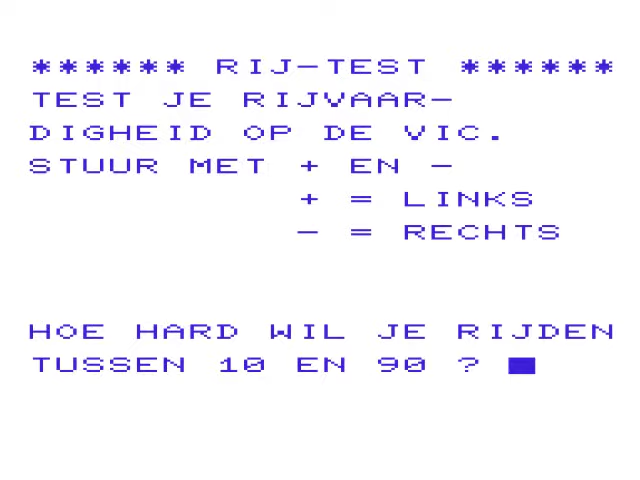 ****** RIJ-TEST ******
TEST JE RIJVAAR-
DIGHEID OP DE VIC.
STUUR MET + EN -
+ = LINKS
- = RECHTS
HOE HARD WIL JE RIJDEN
TUSSEN 10 EN 90 ?